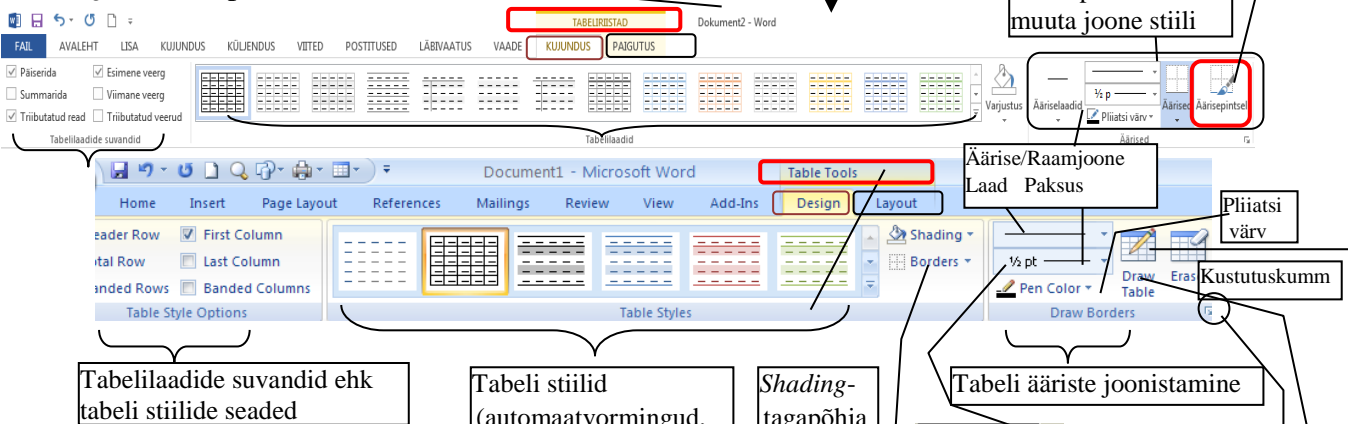 muuta joone stiili
TABELIRIISTAD
Dokument2 - Word
FAIL AVALEHT LISA KUJUNDUS KÜLJENDUS VIITED POSTITUSED LÄBIVAATUS VAADE KUJUNDUS PAIGUTUS
Päiserida Esimene veerg
Summarida Viimane veerg
Triibutatud read Triibutatud veerud
Tabelilaadide suvandid
Tabelilaadid
Varjustus
Ääriselaadid
½ p
Pliiatsi värv
Äärised
Äärisepintsel
Äärised
Äärise/Raamjoone
Laad Paksus
Document1 - Microsoft Word
Table Tools
Home Insert Page Layout References Mailings Review View Add-Ins Design Layout
Pliiatsi
värv
eader Row First Column
otal Row Last Column
anded Rows Banded Columns
Table Style Options
Table Styles
Shading
Borders
½ pt
Pen Color
Draw
Table
Eras
Draw Borders
Kustutuskumm
Tabelilaadide suvandid ehk
tabeli stiilide seaded
Tabeli stiilid
(automaatvormingud,
Shading-
tagapõhja
Tabeli ääriste joonistamine